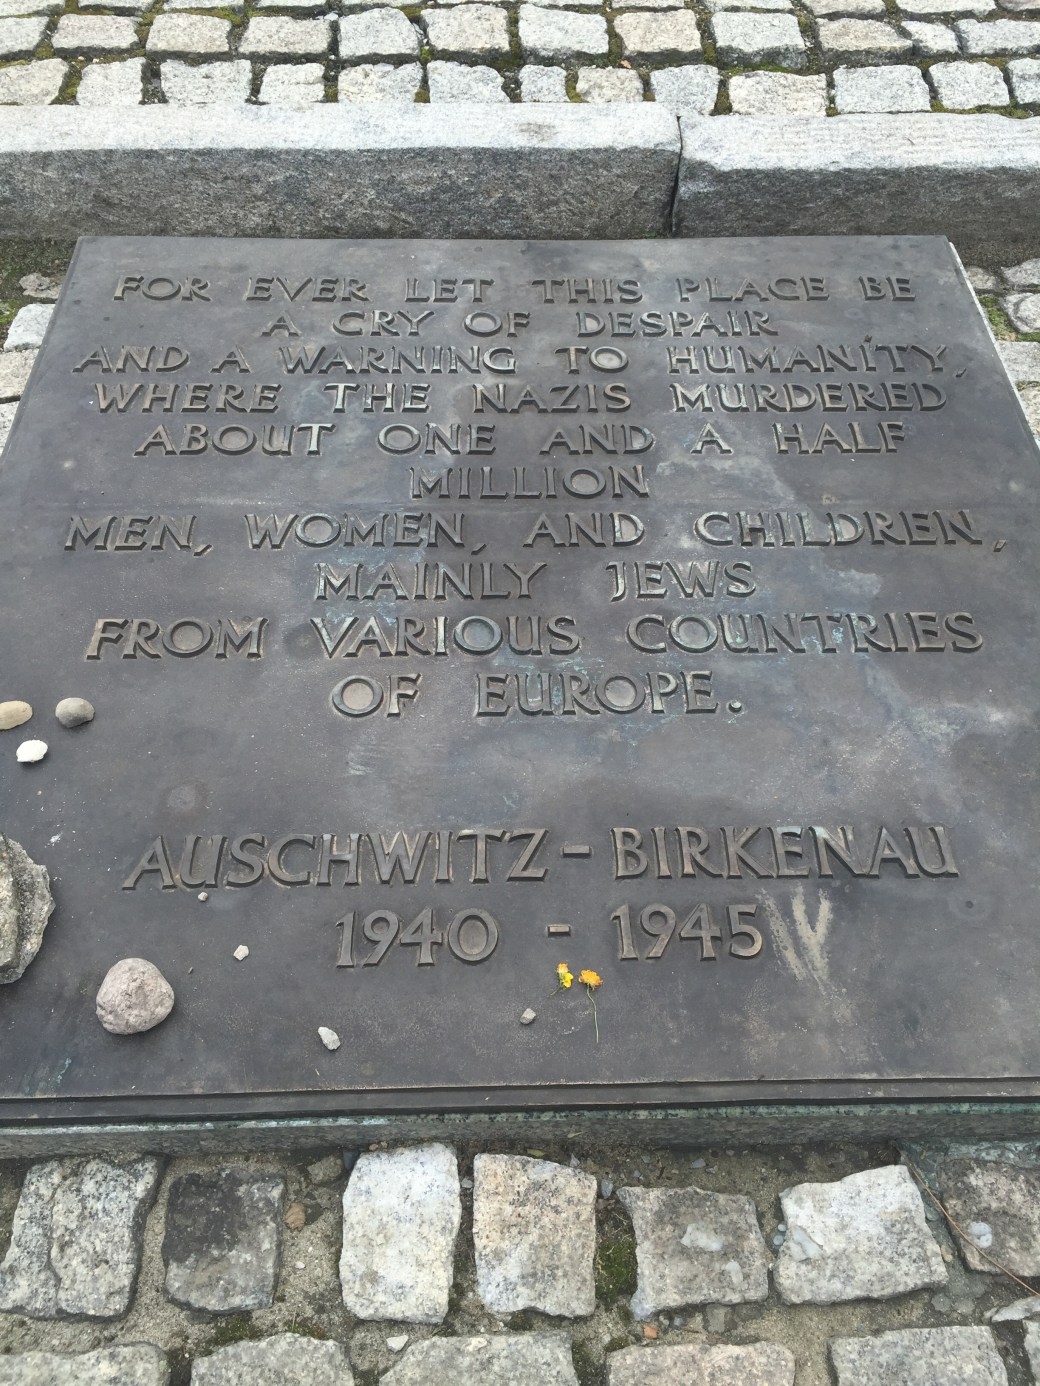 FOR EVER LET THIS PLACE BE
A CRY OF DESPAIR
AND A WARNING TO HUMANITY,
WHERE THE NAZIS MURDERED
ABOUT ONE AND A HALF
MILLION
MEN, WOMEN, AND CHILDREN,
MAINLY JEWS
FROM VARIOUS COUNTRIES
OF EUROPE.
AUSCHWITZ - BIRKENAU
1940 - 1945